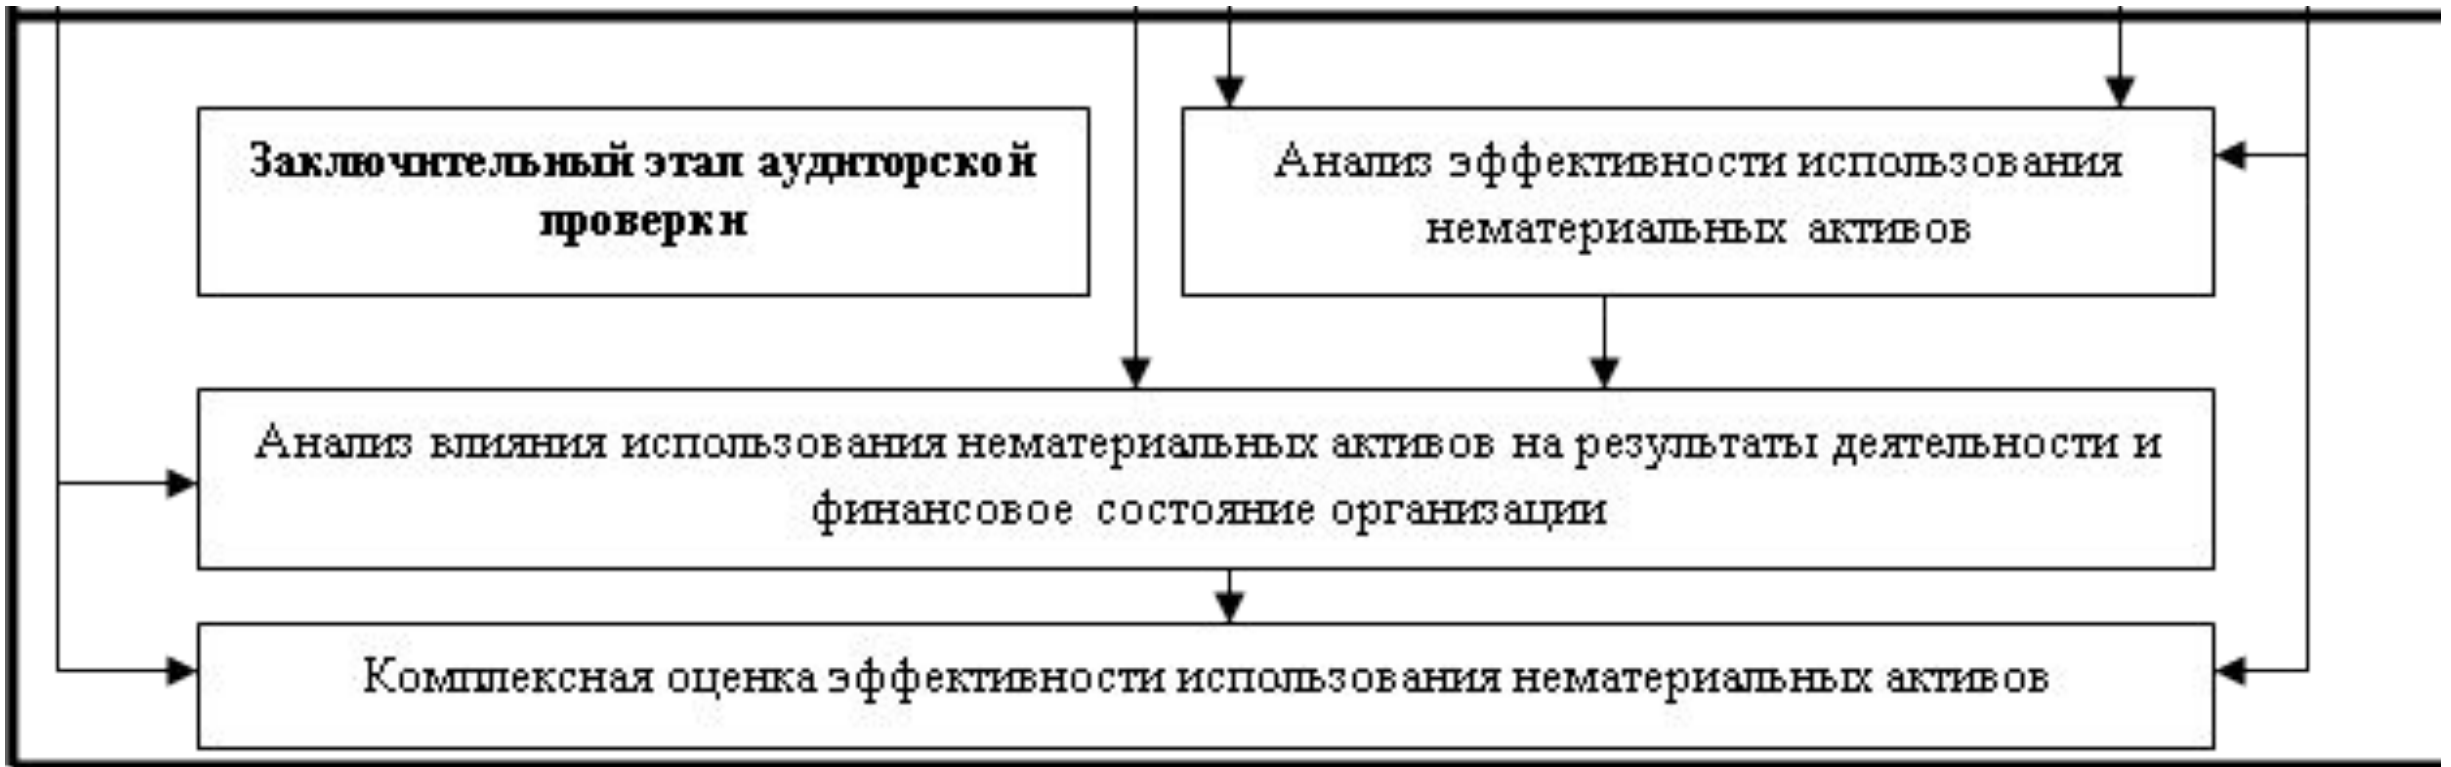 Заключительный этап аудиторской
проверки
Анализ эффективности использования
нематериальных активов
Анализ влияния использования нематериальных активов на результаты деятельности и
финансовое состояние организации
Комплексная оценка эффективности использования нематериальных активов